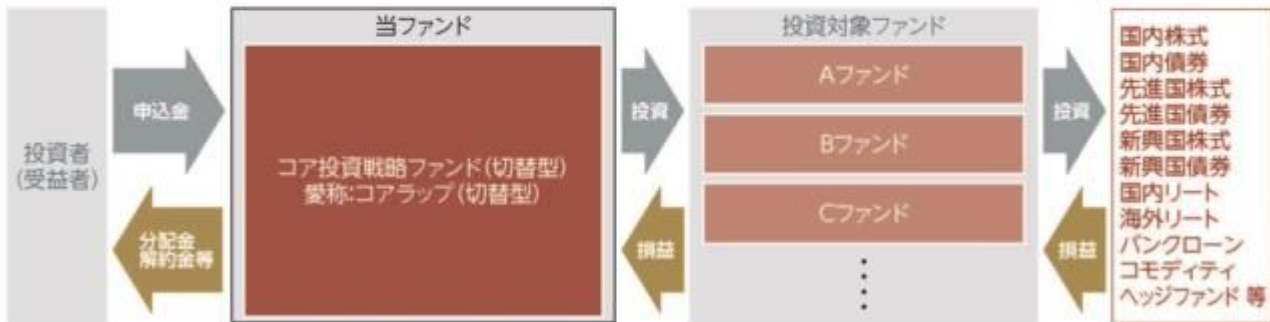 投資者
(受益者)
申込金
分配金
解約金等
当ファンド
コア投資戦略ファンド(切替型)
愛称:コアラップ(切替型)
投資
損益
投資対象ファンド
Aファンド
Bファンド
Cファンド
投資
損益
国内株式
国内債券
先進国株式
先進国債券
新興国株式
新興国債券
国内リート
海外リート
バンクローン
コモディティ
ヘッジファンド 等